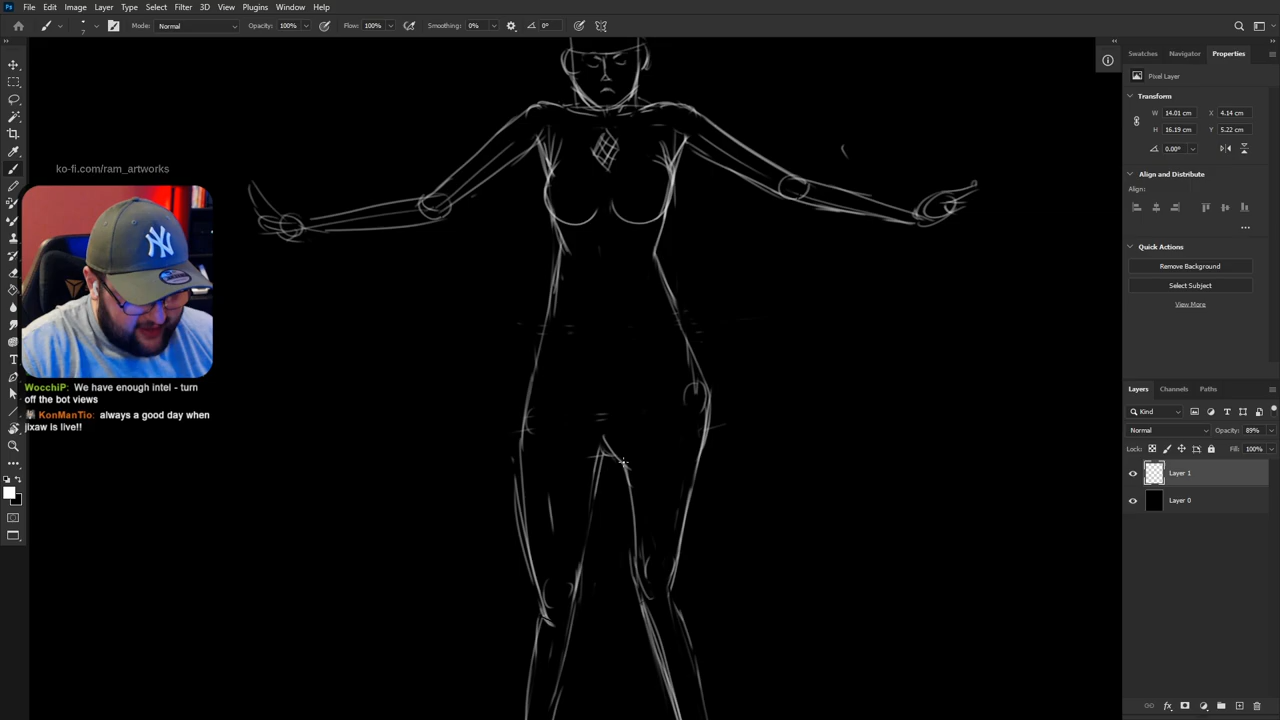 File Edit Image Layer Type Select Filter 3D View Plugins Window Help
7 Mode: Normal Opacity: 100% Flow: 100% Smoothing: 0% 0°
Swatches Navigator Properties
Pixel Layer
Transform
W 14.01 cm X 4.14 cm
H 16.19 cm Y 5.22 cm
0.00°
Align and Distribute
Align:
Quick Actions
Remove Background
Select Subject
View More
Layers Channels Paths
Kind
Normal Opacity: 89%
Lock: Fill: 100%
Layer 1
Layer 0
fx
ko-fi.com/ram_artworks
NY
WocchiP: We have enough intel - turn
off the bot views
KonManTio: always a good day when
jixaw is live!!